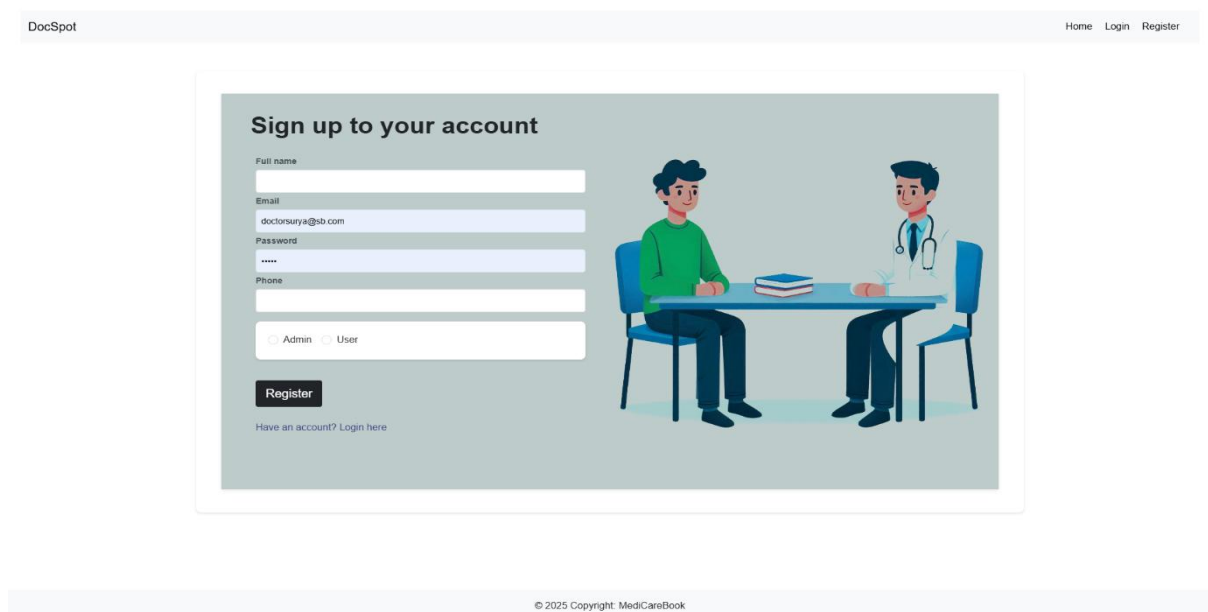 DocSpot
Home Login Register
Sign up to your account
Full name
Email
doctorsurya@sb.com
Password
•••••
Phone
Admin User
Register
Have an account? Login here
© 2025 Copyright: MediCareBook